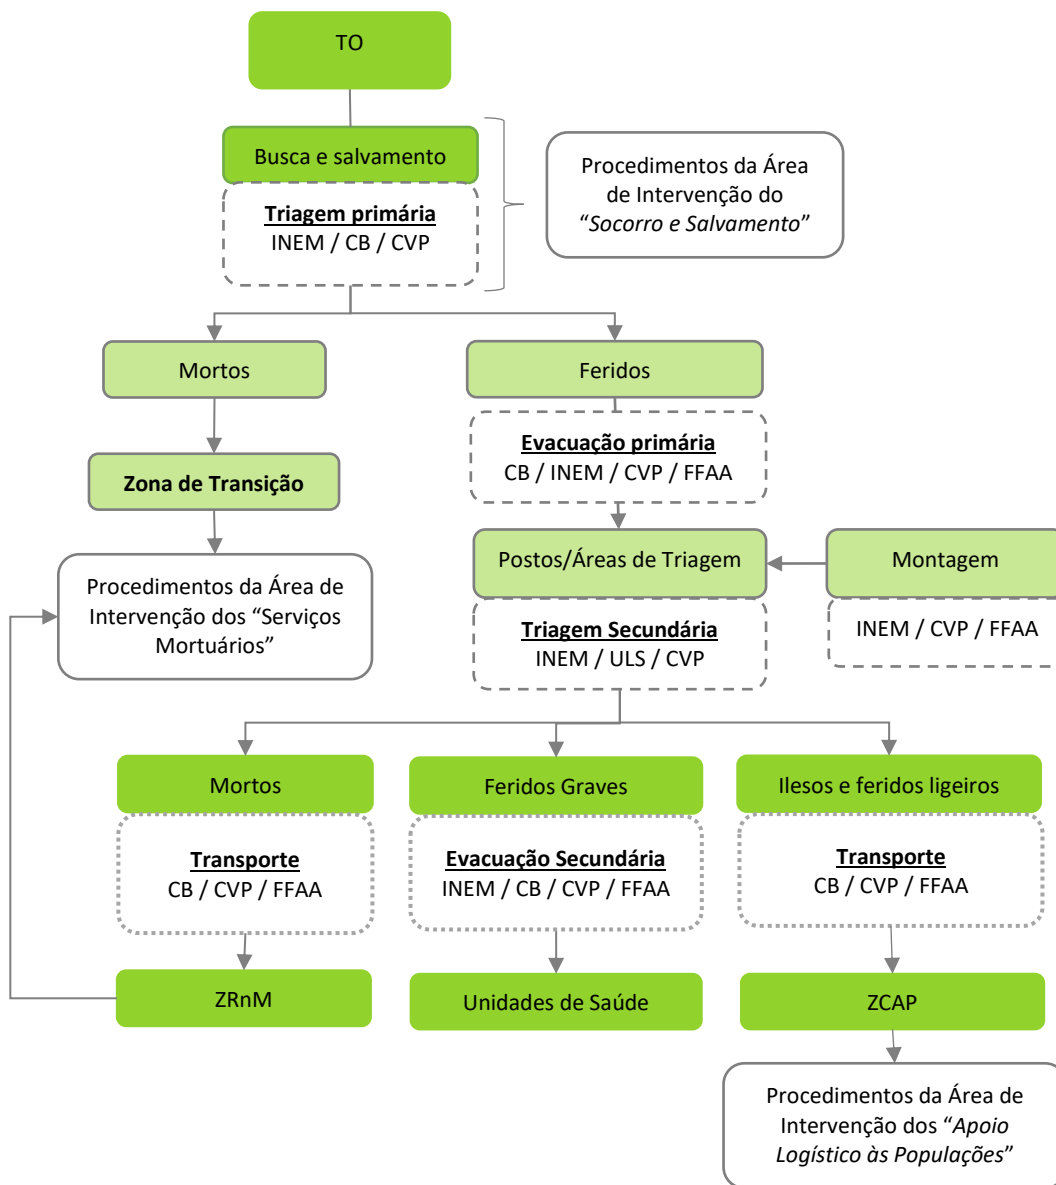 TO
Busca e salvamento
Triagem primária
INEM / CB / CVP
Procedimentos da Área
de Intervenção do
“Socorro e Salvamento”
Mortos
Feridos
Evacuação primária
CB / INEM / CVP / FFAA
Zona de Transição
Postos/Áreas de Triagem
Montagem
Procedimentos da Área de
Intervenção dos “Serviços
Mortuários”
Triagem Secundária
INEM / ULS / CVP
INEM / CVP / FFAA
Mortos
Feridos Graves
Ilesos e feridos ligeiros
Transporte
CB / CVP / FFAA
Evacuação Secundária
INEM / CB / CVP / FFAA
Transporte
CB / CVP / FFAA
ZRnM
Unidades de Saúde
ZCAP
Procedimentos da Área de
Intervenção dos “Apoio
Logístico às Populações”